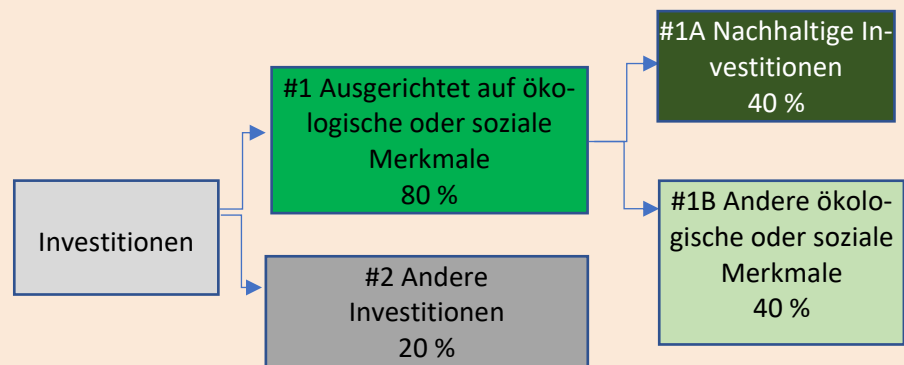 Investitionen
#1 Ausgerichtet auf öko-
logische oder soziale
Merkmale
80 %
#2 Andere
Investitionen
20 %
#1A Nachhaltige In-
vestitionen
40 %
#1B Andere ökolo-
gische oder soziale
Merkmale
40 %